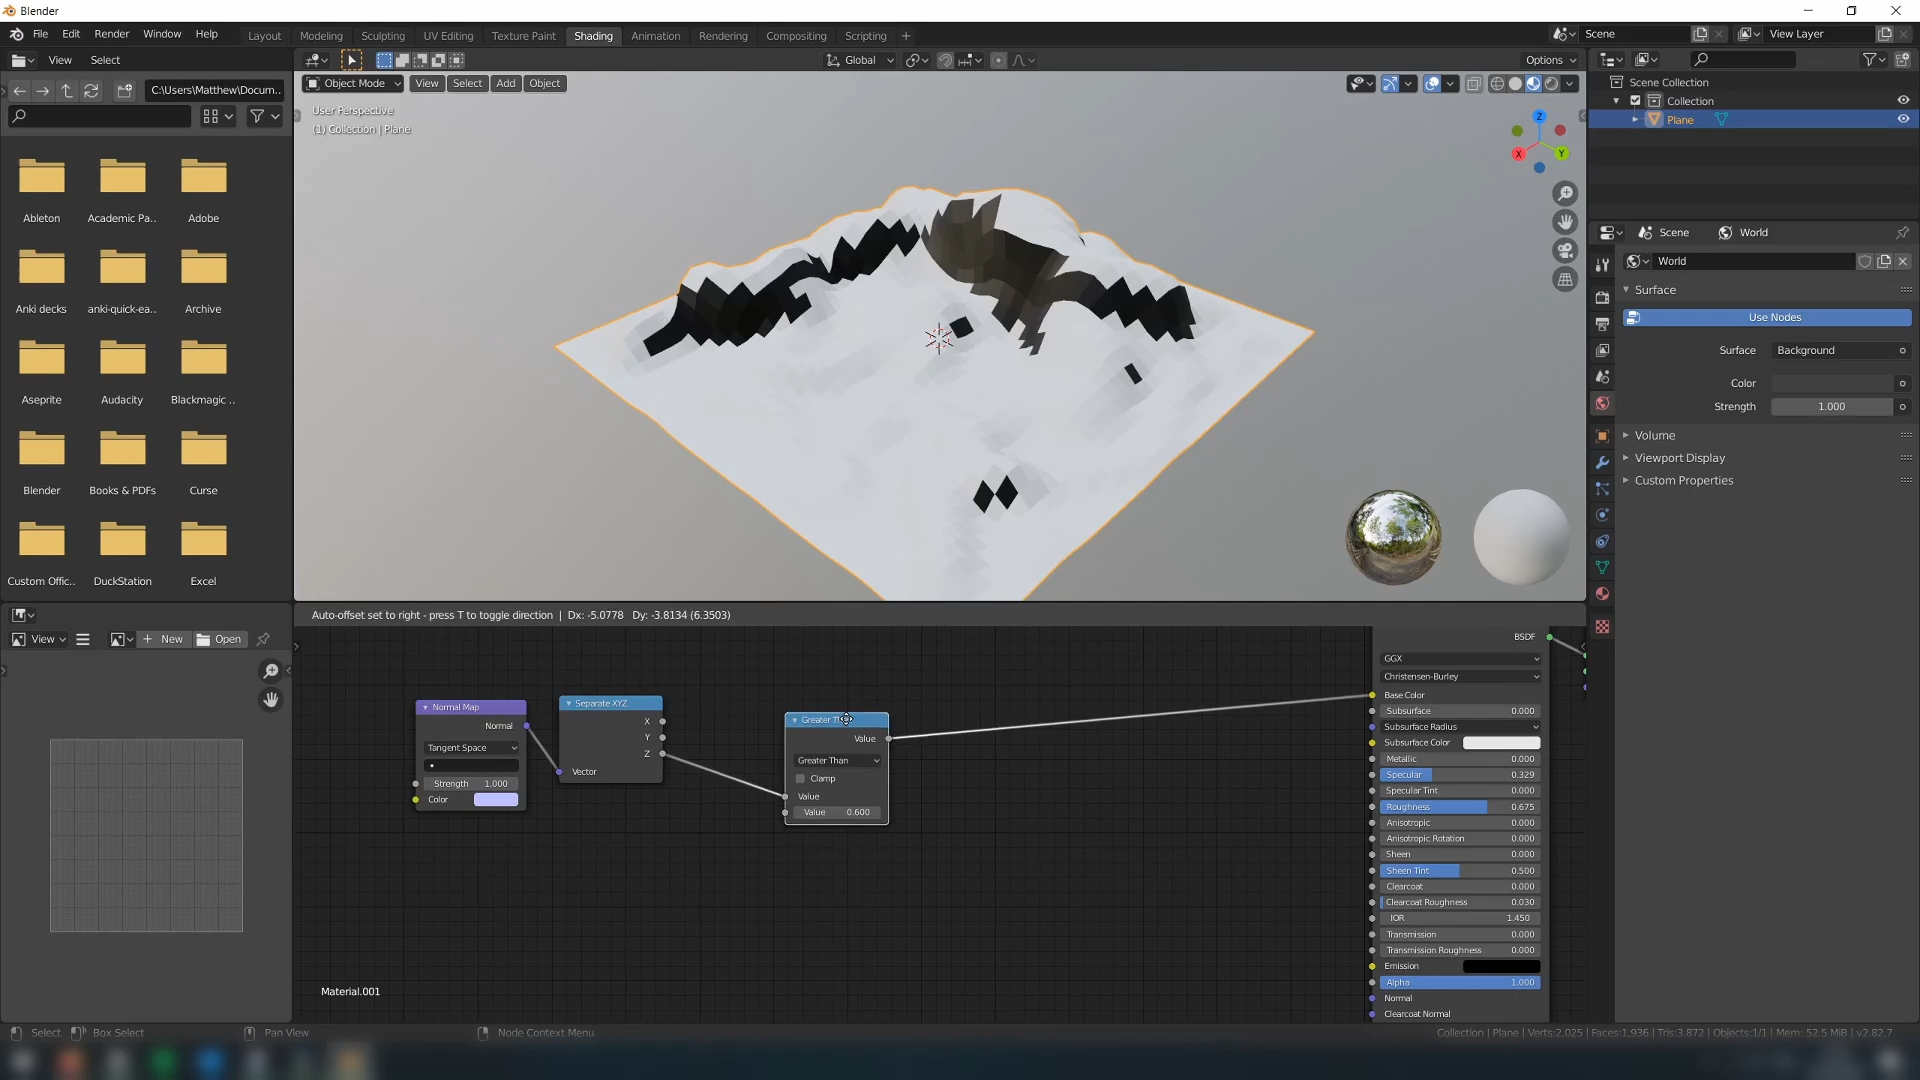 Blender
File Edit Render Window Help
Layout Modeling Sculpting UV Editing Texture Paint Shading Animation Rendering Compositing Scripting +
Scene
View Layer
View Select
Global
Options
C:\Users\Matthew\Docum..
Object Mode View Select Add Object
User Perspective
(1) Collection | Plane
Z
X
Y
Ableton
Academic Pa..
Adobe
Anki decks
anki-quick-ea..
Archive
Aseprite
Audacity
Blackmagic ..
Blender
Books & PDFs
Curse
Custom Offic..
DuckStation
Excel
Scene Collection
Collection
Plane
Scene World
World
Surface
Use Nodes
Surface Background
Color
Strength 1.000
Volume
Viewport Display
Custom Properties
Auto-offset set to right - press T to toggle direction | Dx: -5.0778 Dy: -3.8134 (6.3503)
View
New
Open
Normal Map
Normal
Tangent Space
Strength 1.000
Color
Separate XYZ
X
Y
Z
Vector
Greater T
Value
Greater Than
Clamp
Value
Value 0.600
BSDF
GGX
Christensen-Burley
Base Color
Subsurface 0.000
Subsurface Radius
Subsurface Color
Metallic 0.000
Specular 0.329
Specular Tint 0.000
Roughness 0.675
Anisotropic 0.000
Anisotropic Rotation 0.000
Sheen 0.000
Sheen Tint 0.500
Clearcoat 0.000
Clearcoat Roughness 0.030
IOR 1.450
Transmission 0.000
Transmission Roughness 0.000
Emission
Alpha 1.000
Normal
Clearcoat Normal
Material.001
Select
Box Select
Pan View
Node Context Menu
Collection | Plane | Verts:2,025 | Faces:1,936 | Tris:3,872 | Objects:1/1 | Mem: 52.5 MiB | v2.82.7